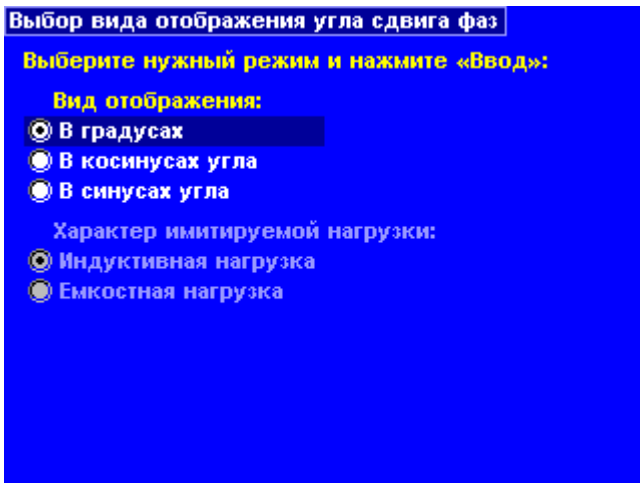 Выбор вида отображения угла сдвига фаз
Выберите нужный режим и нажмите «Ввод»:
Вид отображения:
В градусах
В косинусах угла
В синусах угла
Характер имитируемой нагрузки:
Индуктивная нагрузка
Емкостная нагрузка